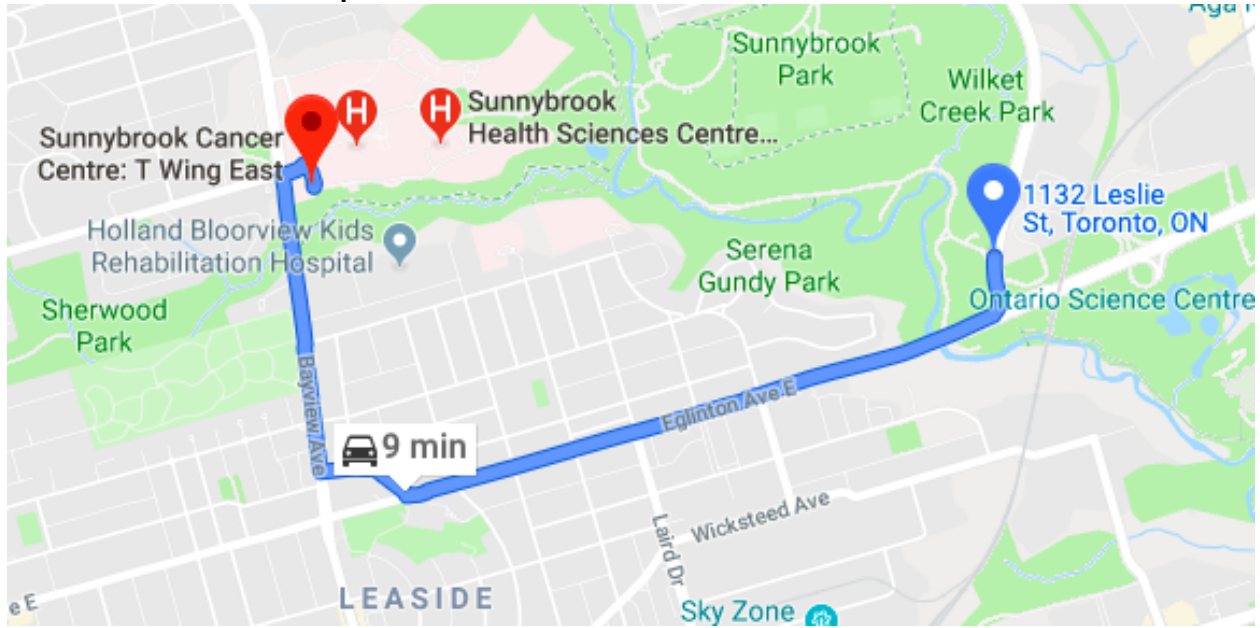 Aga
Sunnybrook
Park
Wilket
Creek Park
H
H
Sunnybrook
Health Sciences Centre...
Sunnybrook Cancer
Centre: T Wing East
1132 Leslie
St, Toronto, ON
Holland Bloorview Kids
Rehabilitation Hospital
Serena
Gundy Park
Ontario Science Centre
Sherwood
Park
Bayview Ave
Eglinton Ave E
9 min
Wicksteed Ave
Laird Dr
LEASIDE
e E
Sky Zone